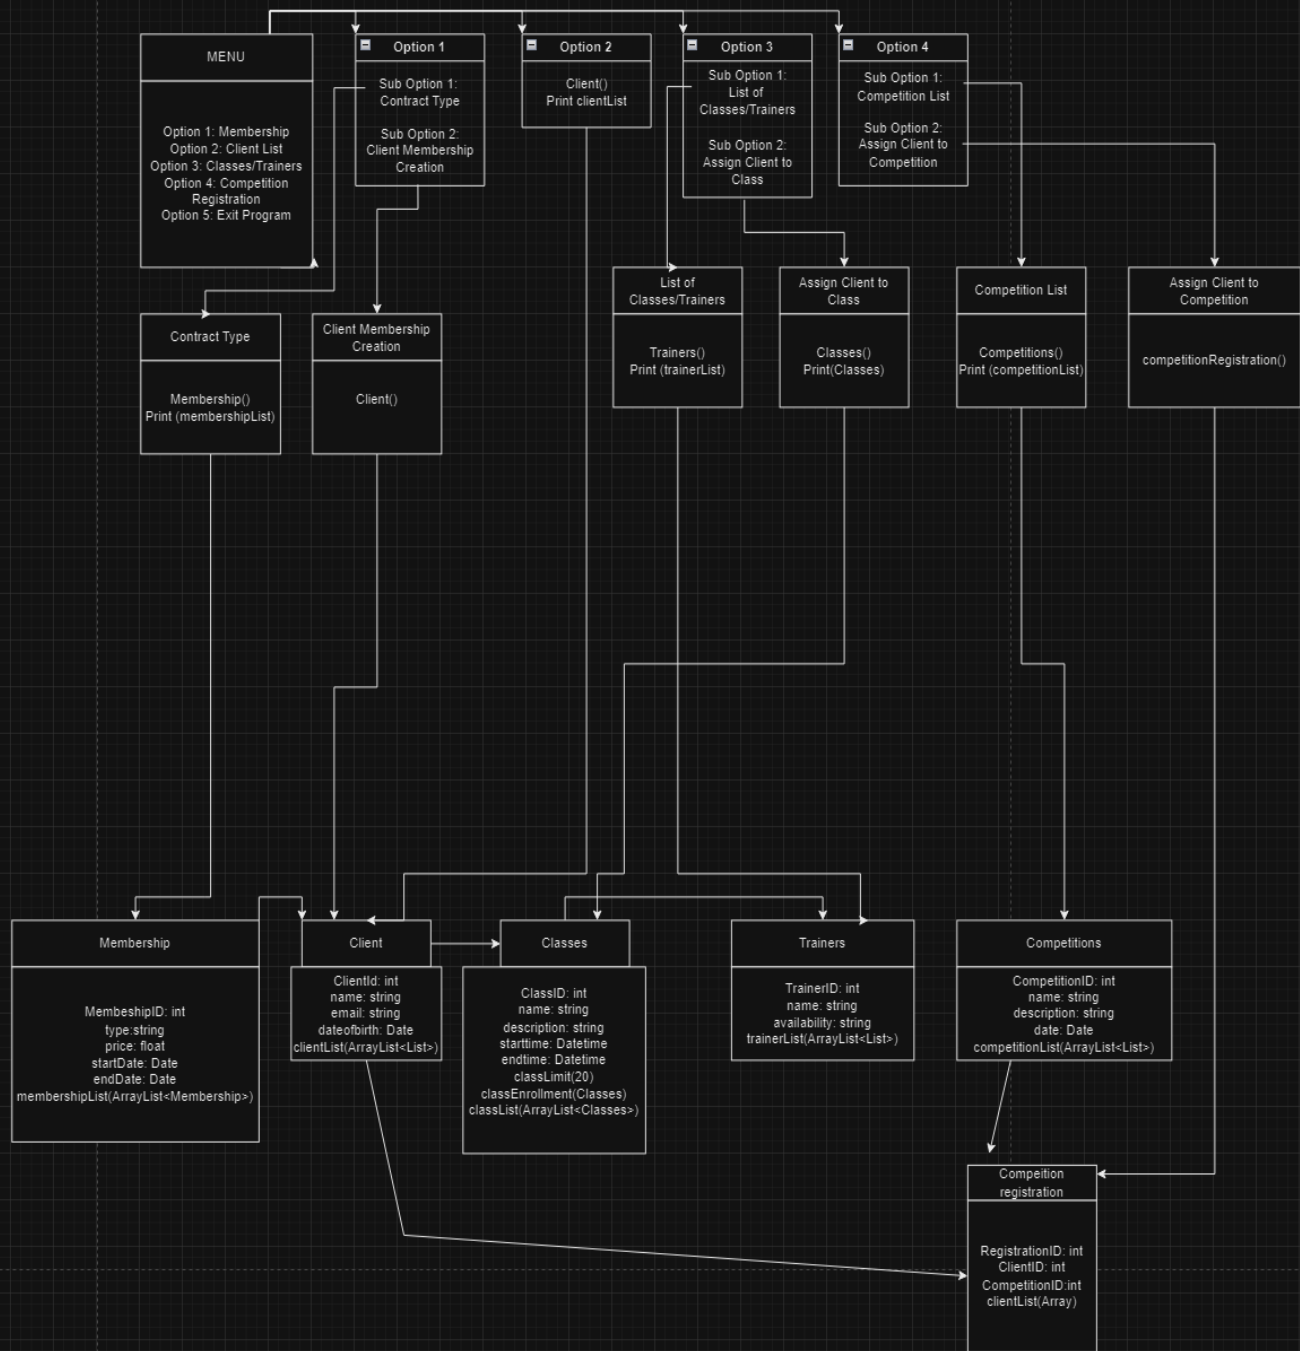 MENU
Option 1: Membership
Option 2: Client List
Option 3: Classes/Trainers
Option 4: Competition
Registration
Option 5: Exit Program
Option 1
Sub Option 1:
Contract Type
Sub Option 2:
Client Membership
Creation
Option 2
Client()
Print clientList
Option 3
Sub Option 1:
List of
Classes/Trainers
Sub Option 2:
Assign Client to
Class
Option 4
Sub Option 1:
Competition List
Sub Option 2:
Assign Client to
Competition
Contract Type
Membership()
Print (membershipList)
Client Membership
Creation
Client()
List of
Classes/Trainers
Trainers()
Print (trainerList)
Assign Client to
Class
Classes()
Print(Classes)
Competition List
Competitions()
Print (competitionList)
Assign Client to
Competition
competitionRegistration()
Membership
MembeshipID: int
type:string
price: float
startDate: Date
endDate: Date
membershipList(ArrayList<Membership>)
Client
ClientId: int
name: string
email: string
dateofbirth: Date
clientList(ArrayList<List>)
Classes
ClassID: int
name: string
description: string
starttime: Datetime
endtime: Datetime
classLimit(20)
classEnrollment(Classes)
classList(ArrayList<Classes>)
Trainers
TrainerID: int
name: string
availability: string
trainerList(ArrayList<List>)
Competitions
CompetitionID: int
name: string
description: string
date: Date
competitionList(ArrayList<List>)
Compeition
registration
RegistrationID: int
ClientID: int
CompetitionID:int
clientList(Array)